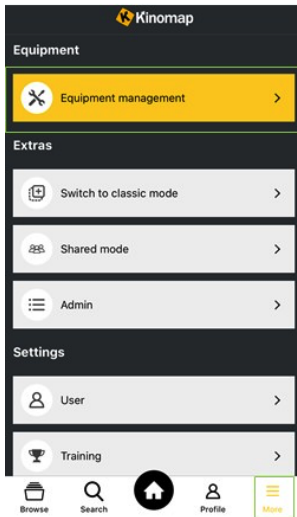 Kinomap
Equipment
Equipment management
Extras
Switch to classic mode
Shared mode
Admin
Settings
User
Training
Browse
Search
Profile
More